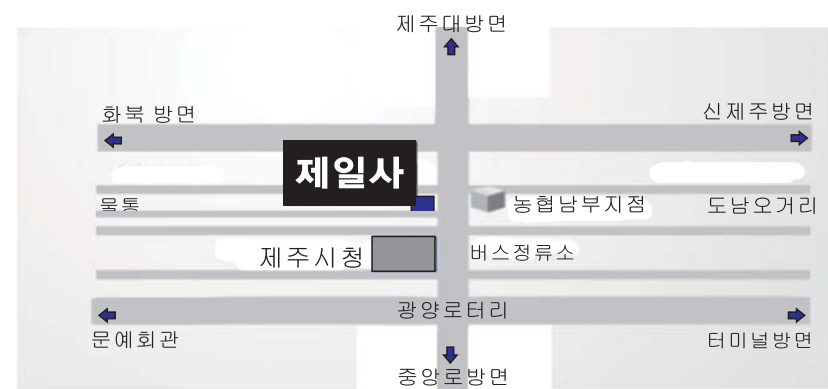 제주대방면
화북 방면
신제주방면
제일사
물통
농협남부지점
도남오거리
제주시청
버스정류소
광양로터리
문예회관
터미널방면
중앙로방면